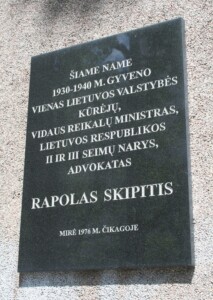 ŠIAME NAME
1930-1940 M. GYVENO
VIENAS LIETUVOS VALSTYBĖS
KŪRĖJŲ,
VIDAUS REIKALŲ MINISTRAS,
LIETUVOS RESPUBLIKOS
II IR III SEIMŲ NARYS,
ADVOKATAS
RAPOLAS SKIPITIS
MIRĖ 1976 M. ČIKAGOJE